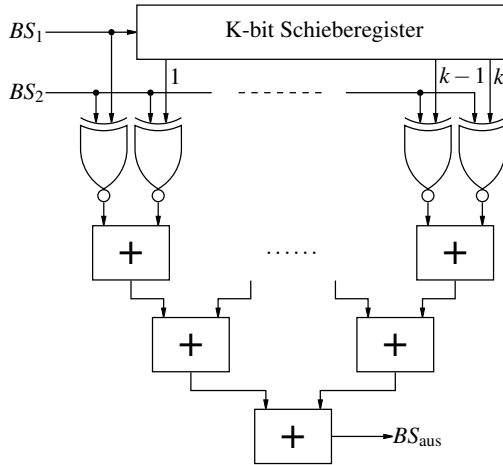 BS₁
K-bit Schieberegister
1
k − 1
k
BS₂
+
+
+
+
+
BSaus